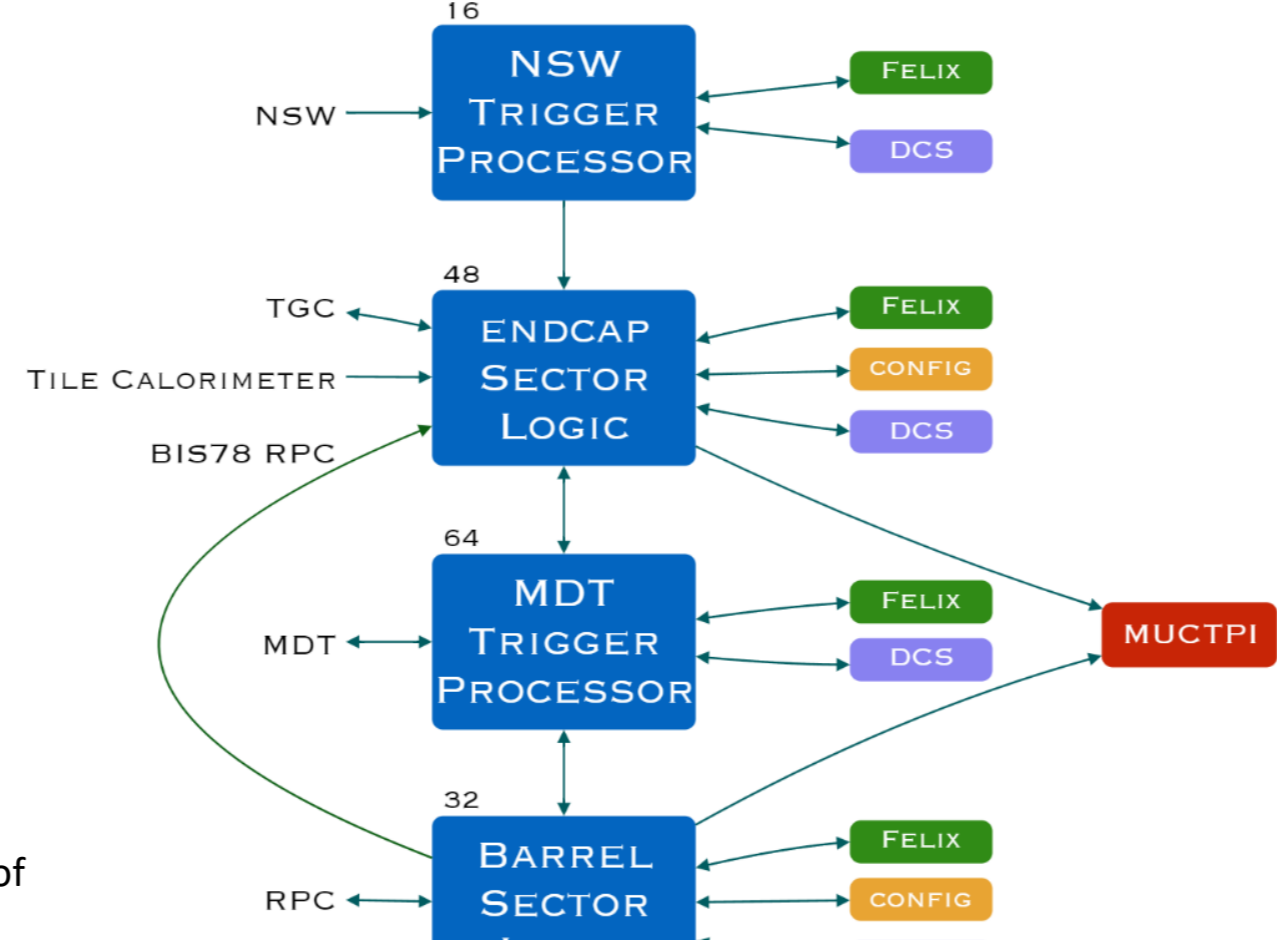 16
NSW
TRIGGER
PROCESSOR
NSW
FELIX
DCS
48
ENDCAP
SECTOR
LOGIC
TGC
TILE CALORIMETER
BIS78 RPC
FELIX
CONFIG
DCS
64
MDT
TRIGGER
PROCESSOR
MDT
FELIX
DCS
MUCTPI
32
BARREL
SECTOR
RPC
FELIX
CONFIG
of